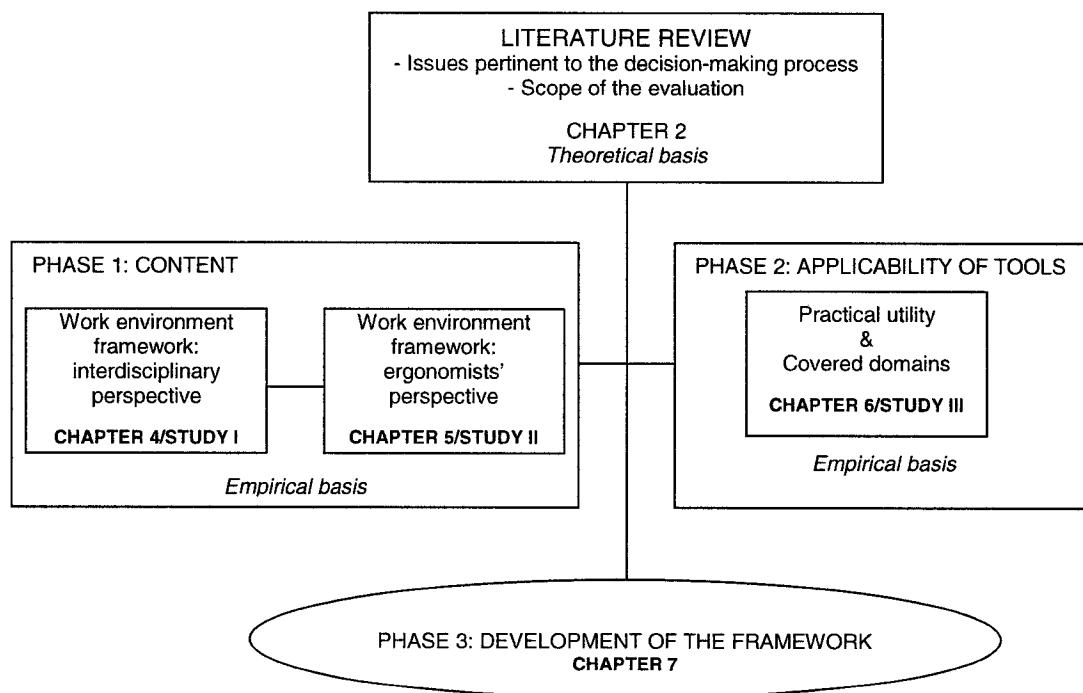 LITERATURE REVIEW
- Issues pertinent to the decision-making process
- Scope of the evaluation
CHAPTER 2
Theoretical basis
PHASE 1: CONTENT
Work environment
framework:
interdisciplinary
perspective
CHAPTER 4/STUDY I
Work environment
framework:
ergonomists'
perspective
CHAPTER 5/STUDY II
Empirical basis
PHASE 2: APPLICABILITY OF TOOLS
Practical utility
&
Covered domains
CHAPTER 6/STUDY III
Empirical basis
PHASE 3: DEVELOPMENT OF THE FRAMEWORK
CHAPTER 7